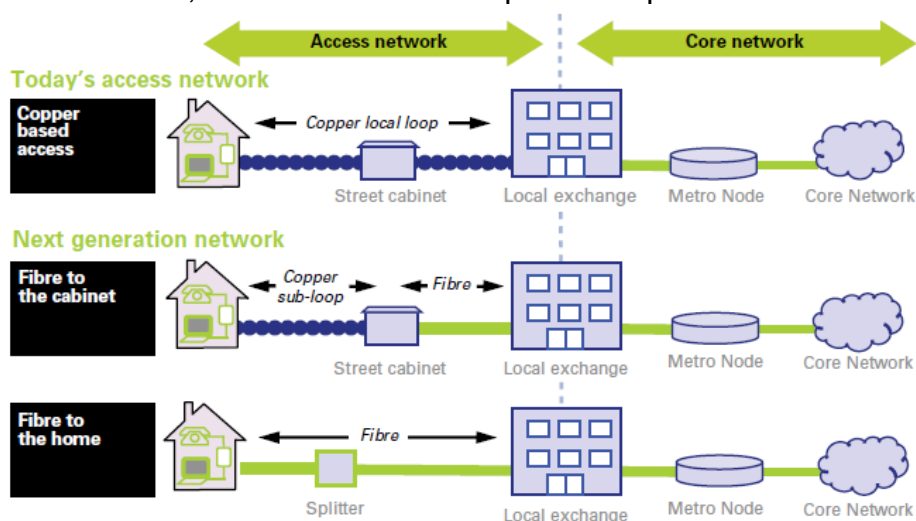 Access network
Core network
Today's access network
Copper
based
access
Copper local loop
Street cabinet
Local exchange
Metro Node
Core Network
Next generation network
Fibre to
the cabinet
Copper
sub-loop
Fibre
Street cabinet
Local exchange
Metro Node
Core Network
Fibre to
the home
Fibre
Splitter
Local exchange
Metro Node
Core Network